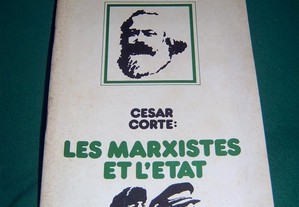 CESAR
CORTE:
LES MARXISTES
ET L'ETAT